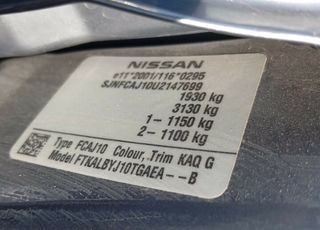 NISSAN
e11*2001/116*0295
SJNFCAJ10U2147699
1930 kg
3130 kg
1- 1150 kg
2- 1100 kg
Type FCAJ10 Colour, Trim KAQ G
Model FTKALBYJ10TGAEA--B